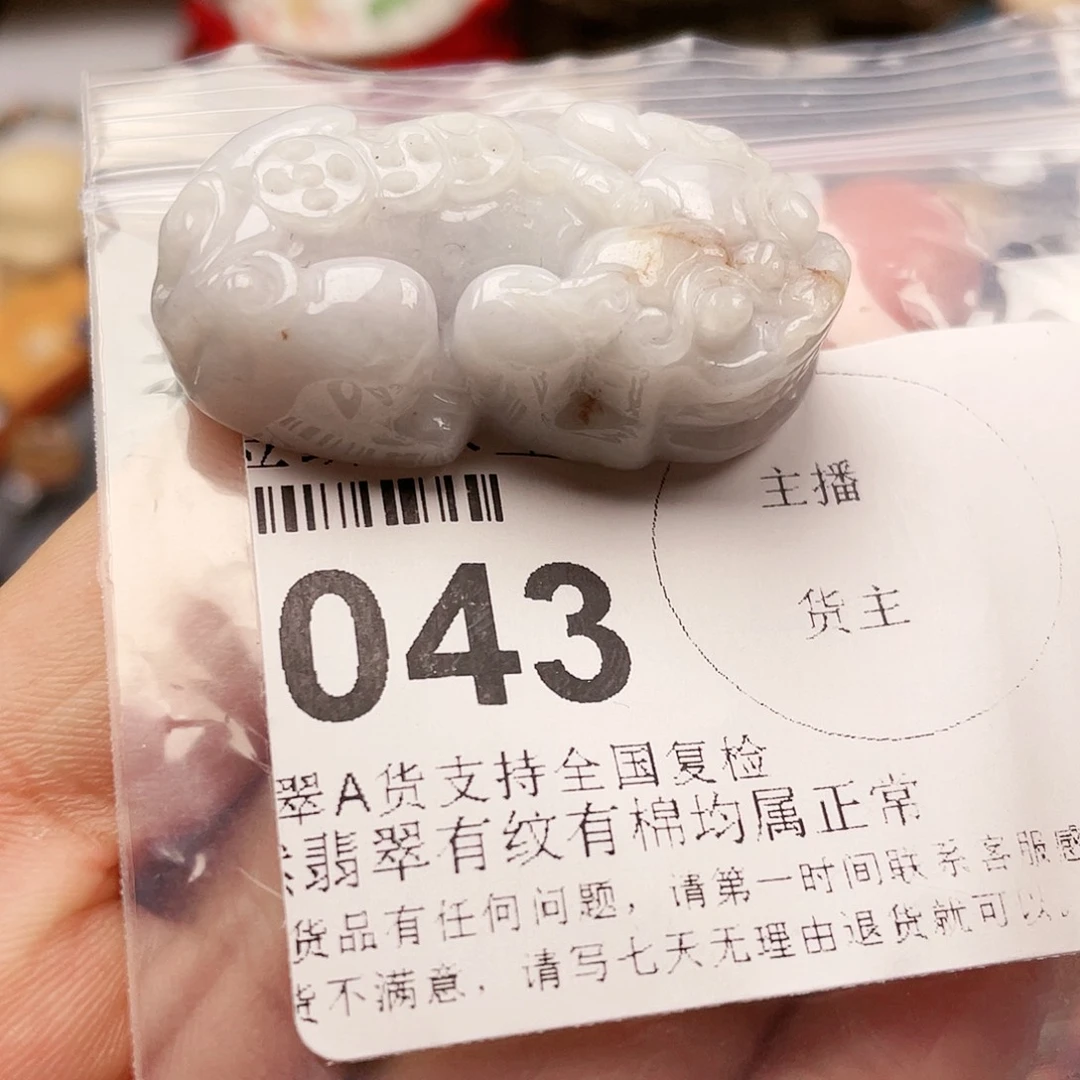 主播
货主
043
翠A货支持全国复检
翡翠有纹有棉均属正常
货品有任何问题，请第一时间联系客服感
货不满意．请写七天无理由退货就可以.